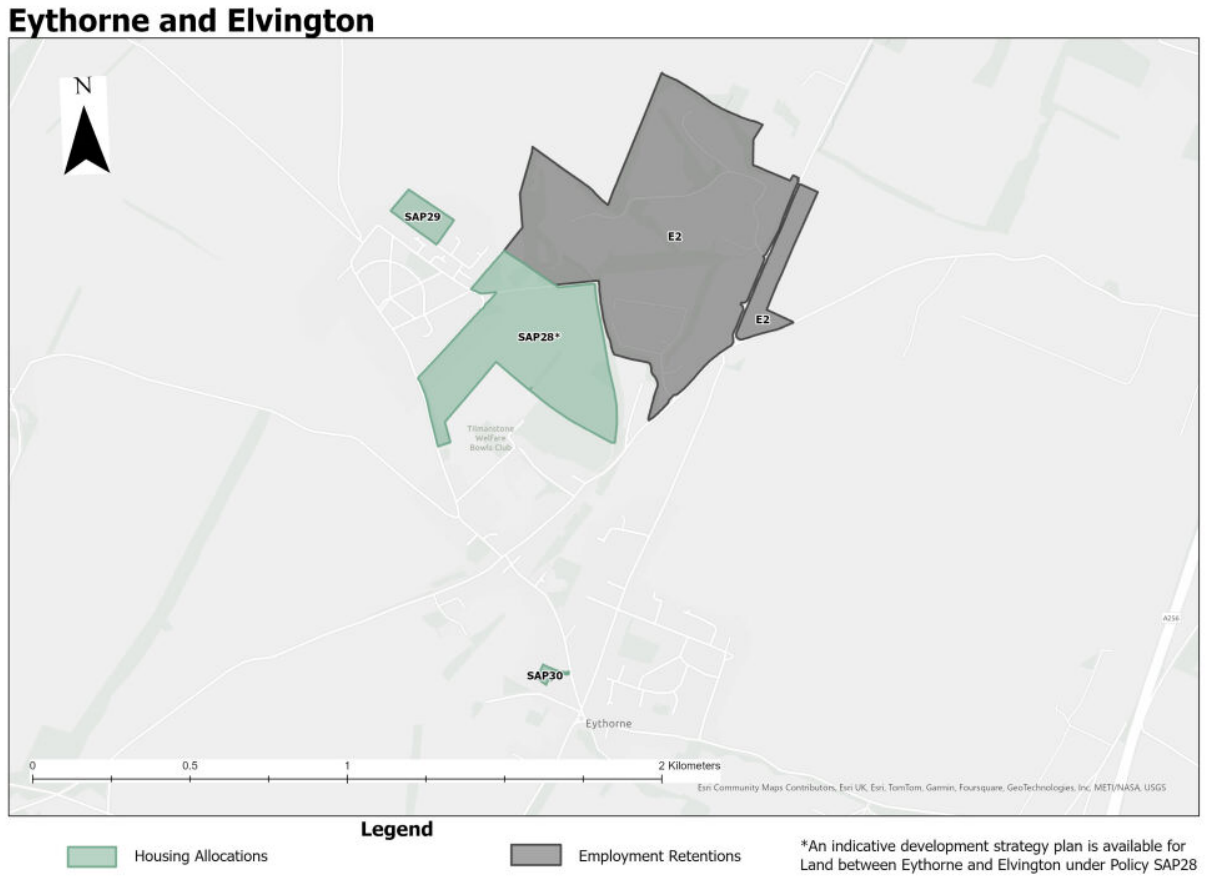 Eythorne and Elvington
N
SAP29
E2
E2
SAP28*
Tilmanstone
Welfare
Bowls Club
A256
SAP30
Eythorne
0 0.5 1 2 Kilometers
Esri Community Maps Contributors, Esri UK, Esri, TomTom, Garmin, Foursquare, GeoTechnologies, Inc, METI/NASA, USGS
Legend
Housing Allocations
Employment Retentions
*An indicative development strategy plan is available for
Land between Eythorne and Elvington under Policy SAP28